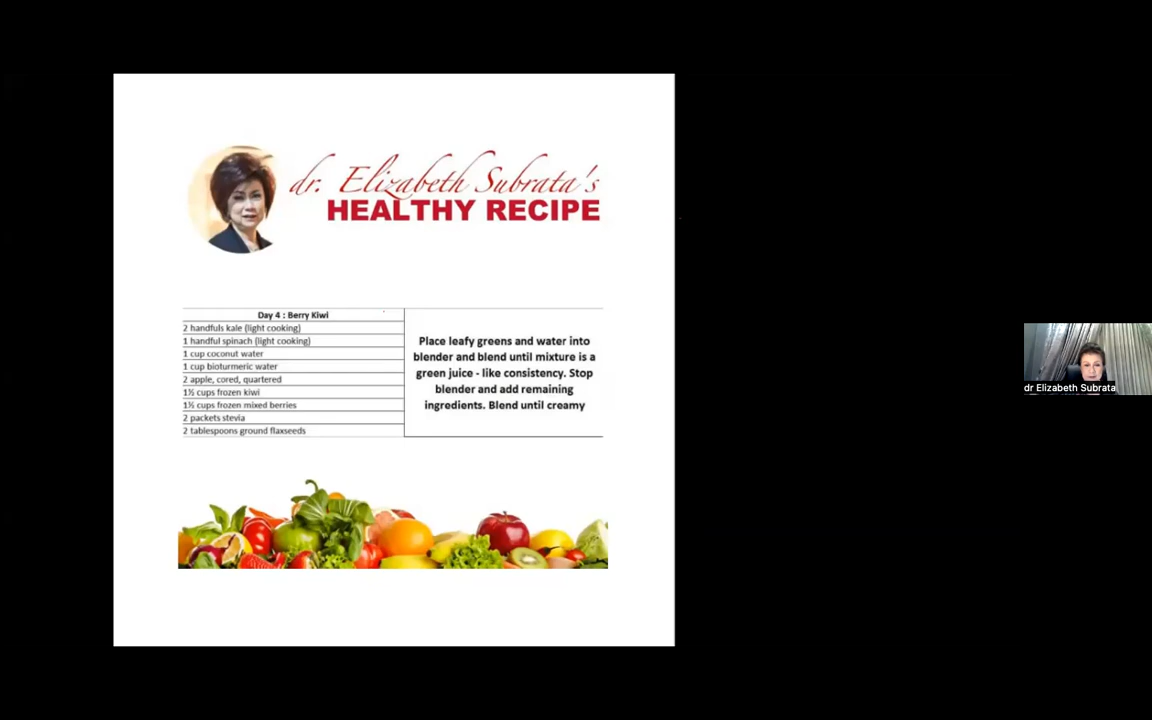 dr. Elizabeth Subrata's
HEALTHY RECIPE
Day 4 : Berry Kiwi
2 handfuls kale (light cooking)
1 handful spinach (light cooking)
1 cup coconut water
1 cup bioturmeric water
2 apple, cored, quartered
1½ cups frozen kiwi
1½ cups frozen mixed berries
2 packets stevia
2 tablespoons ground flaxseeds
Place leafy greens and water into
blender and blend until mixture is a
green juice - like consistency. Stop
blender and add remaining
ingredients. Blend until creamy
dr Elizabeth Subrata